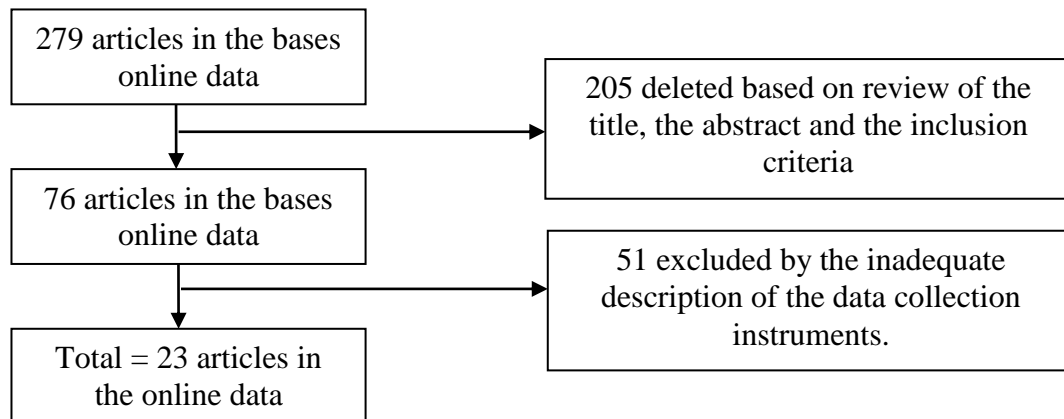 279 articles in the bases
online data
205 deleted based on review of the
title, the abstract and the inclusion
criteria
76 articles in the bases
online data
51 excluded by the inadequate
description of the data collection
instruments.
Total = 23 articles in
the online data